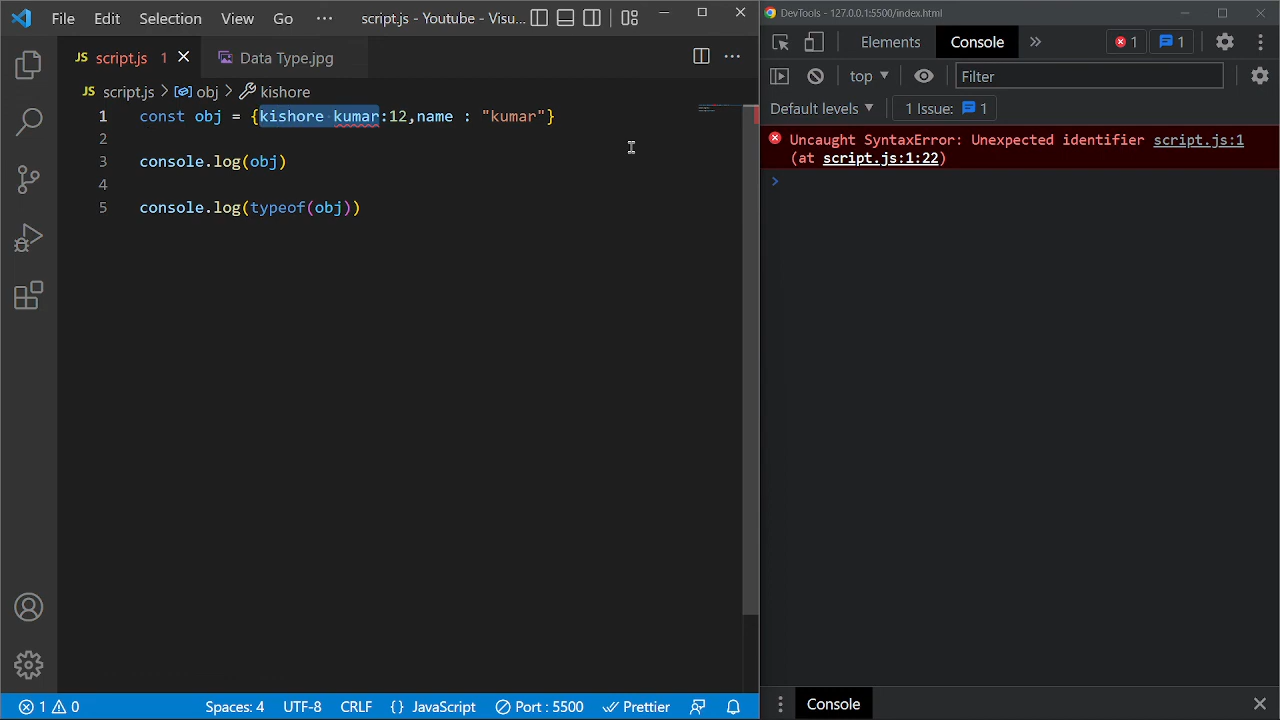 File Edit Selection View Go ··· script.js - Youtube - Visu...
JS script.js 1 Data Type.jpg ···
JS script.js > obj > kishore
1 const obj = {kishore·kumar:12,name : "kumar"}
2
3 console.log(obj)
4
5 console.log(typeof(obj))
1 0 Spaces: 4 UTF-8 CRLF {} JavaScript Port : 5500 Prettier
DevTools - 127.0.0.1:5500/index.html
Elements Console » 1 1
top Filter
Default levels 1 Issue: 1
Uncaught SyntaxError: Unexpected identifier script.js:1
(at script.js:1:22)
>
Console